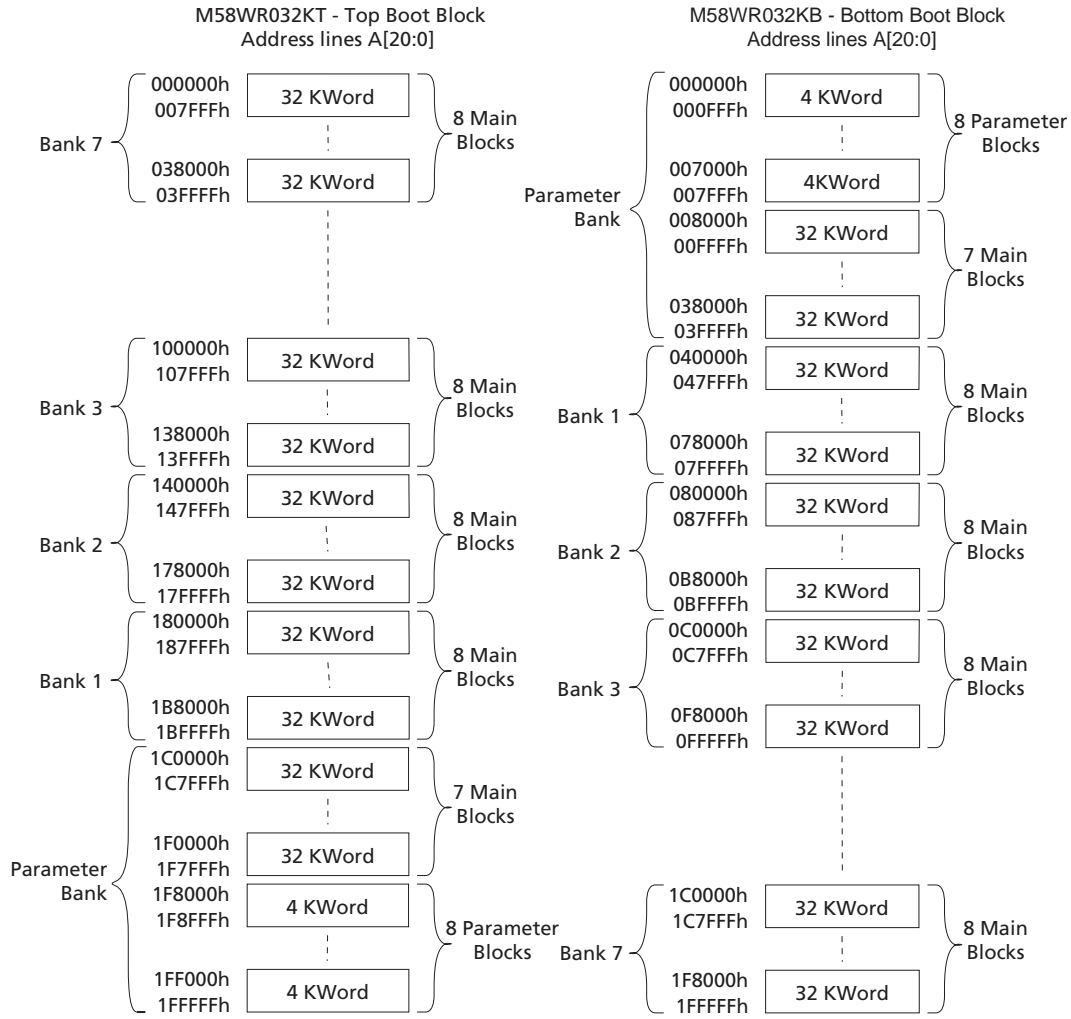 M58WR032KT - Top Boot Block
Address lines A[20:0]
000000h
007FFFh
32 KWord
Bank 7
8 Main
Blocks
038000h
03FFFFh
32 KWord
100000h
107FFFh
32 KWord
Bank 3
8 Main
Blocks
138000h
13FFFFh
32 KWord
140000h
147FFFh
32 KWord
Bank 2
8 Main
Blocks
178000h
17FFFFh
32 KWord
180000h
187FFFh
32 KWord
Bank 1
8 Main
Blocks
1B8000h
1BFFFFh
32 KWord
1C0000h
1C7FFFh
32 KWord
7 Main
Blocks
1F0000h
1F7FFFh
32 KWord
Parameter
Bank
1F8000h
1F8FFFh
4 KWord
8 Parameter
Blocks
1FF000h
1FFFFFh
4 KWord
M58WR032KB - Bottom Boot Block
Address lines A[20:0]
000000h
000FFFh
4 KWord
8 Parameter
Blocks
007000h
007FFFh
4KWord
Parameter
Bank
008000h
00FFFFh
32 KWord
7 Main
Blocks
038000h
03FFFFh
32 KWord
040000h
047FFFh
32 KWord
Bank 1
8 Main
Blocks
078000h
07FFFFh
32 KWord
080000h
087FFFh
32 KWord
Bank 2
8 Main
Blocks
0B8000h
0BFFFFh
32 KWord
0C0000h
0C7FFFh
32 KWord
Bank 3
8 Main
Blocks
0F8000h
0FFFFFh
32 KWord
1C0000h
1C7FFFh
32 KWord
Bank 7
8 Main
Blocks
1F8000h
1FFFFFh
32 KWord